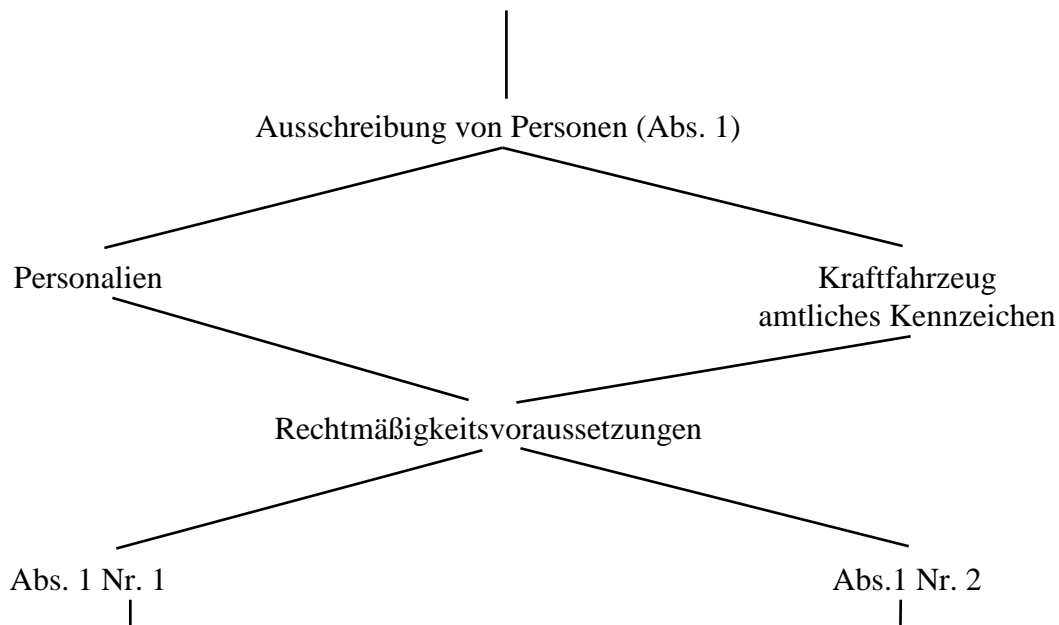 Ausschreibung von Personen (Abs. 1)
Personalien
Kraftfahrzeug
amtliches Kennzeichen
Rechtmäßigkeitsvoraussetzungen
Abs. 1 Nr. 1
Abs.1 Nr. 2